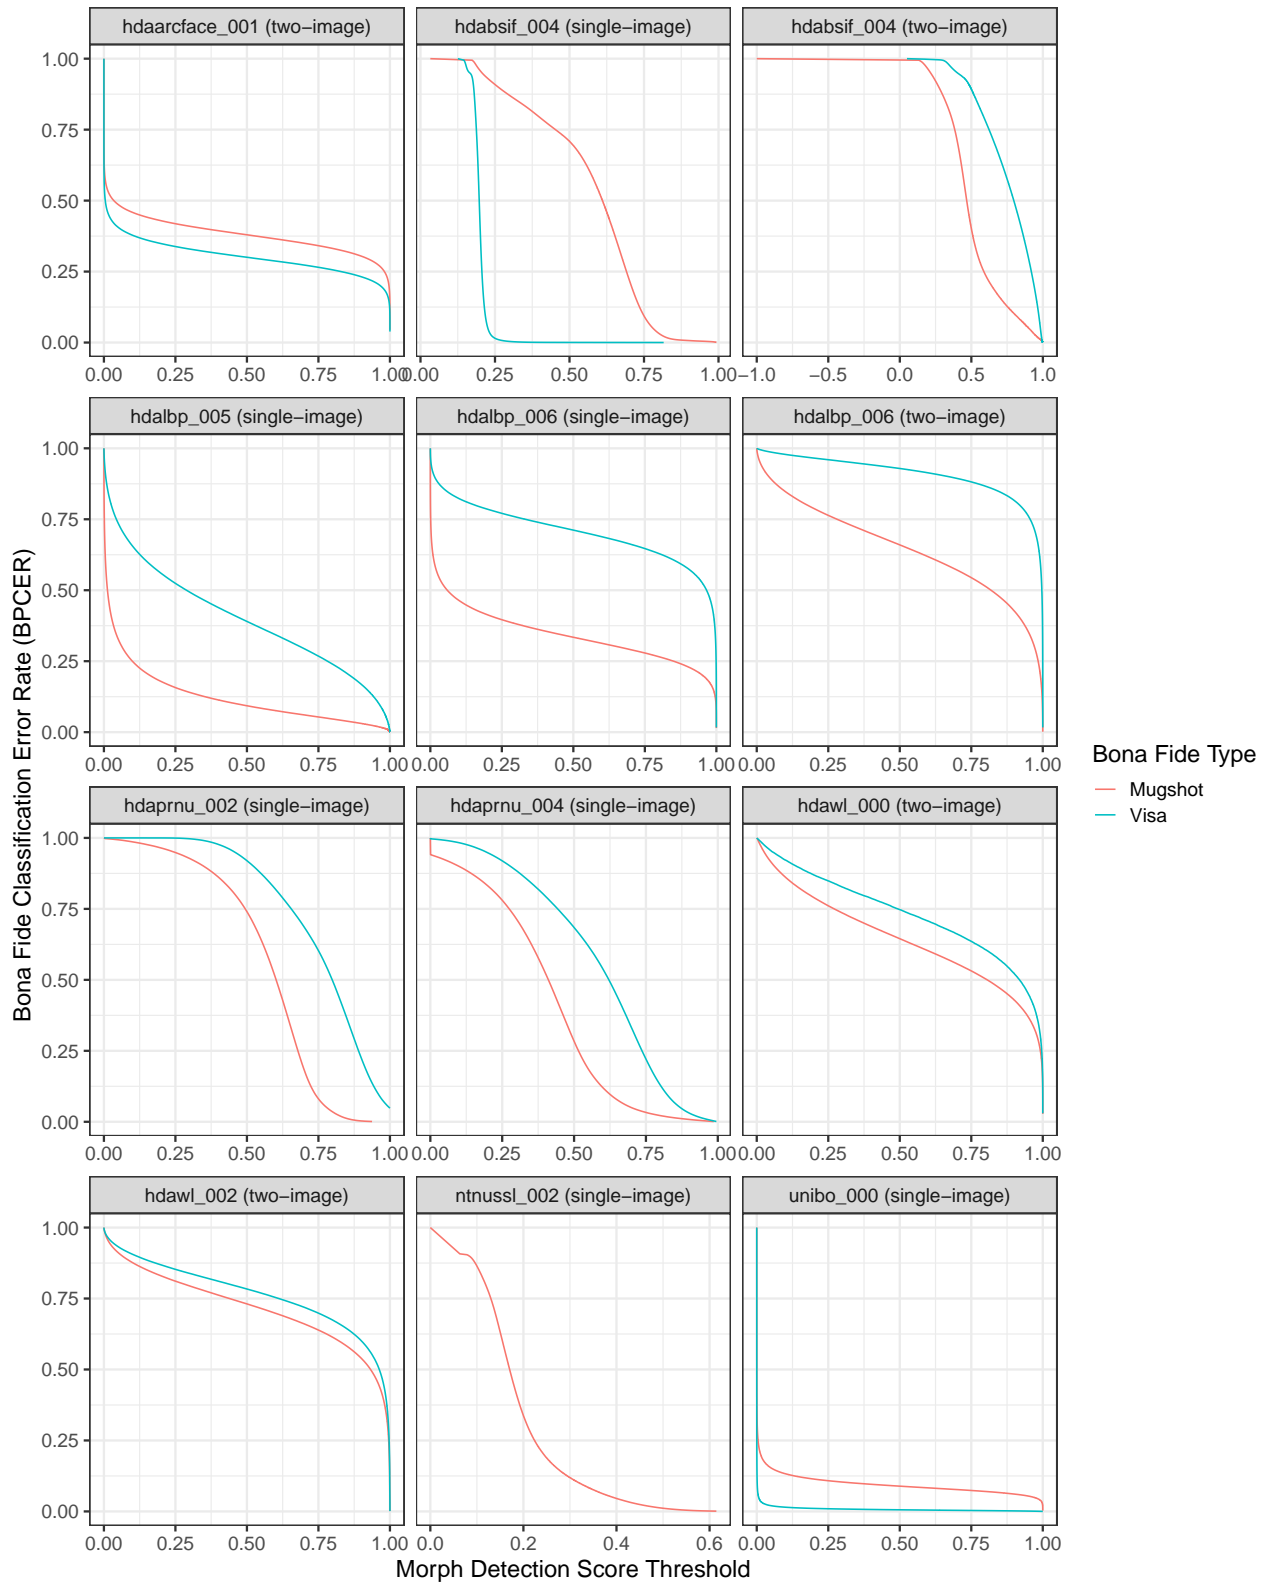 hdaarcface_001 (two−image)
hdabsif_004 (single−image)
hdabsif_004 (two−image)
1.00
0.75
0.50
0.25
0.00
0.00 0.25 0.50 0.75 1.00
0.00 0.25 0.50 0.75 1.00
−1.0 −0.5 0.0 0.5 1.0
hdalbp_005 (single−image)
hdalbp_006 (single−image)
hdalbp_006 (two−image)
1.00
0.75
0.50
0.25
0.00
0.00 0.25 0.50 0.75 1.00
0.00 0.25 0.50 0.75 1.00
0.00 0.25 0.50 0.75 1.00
hdaprnu_002 (single−image)
hdaprnu_004 (single−image)
hdawl_000 (two−image)
1.00
0.75
0.50
0.25
0.00
0.00 0.25 0.50 0.75 1.00
0.00 0.25 0.50 0.75 1.00
0.00 0.25 0.50 0.75 1.00
hdawl_002 (two−image)
ntnussl_002 (single−image)
unibo_000 (single−image)
1.00
0.75
0.50
0.25
0.00
0.00 0.25 0.50 0.75 1.00
0.0 0.2 0.4 0.6
0.00 0.25 0.50 0.75 1.00
Morph Detection Score Threshold
Bona Fide Classification Error Rate (BPCER)
Bona Fide Type
Mugshot
Visa